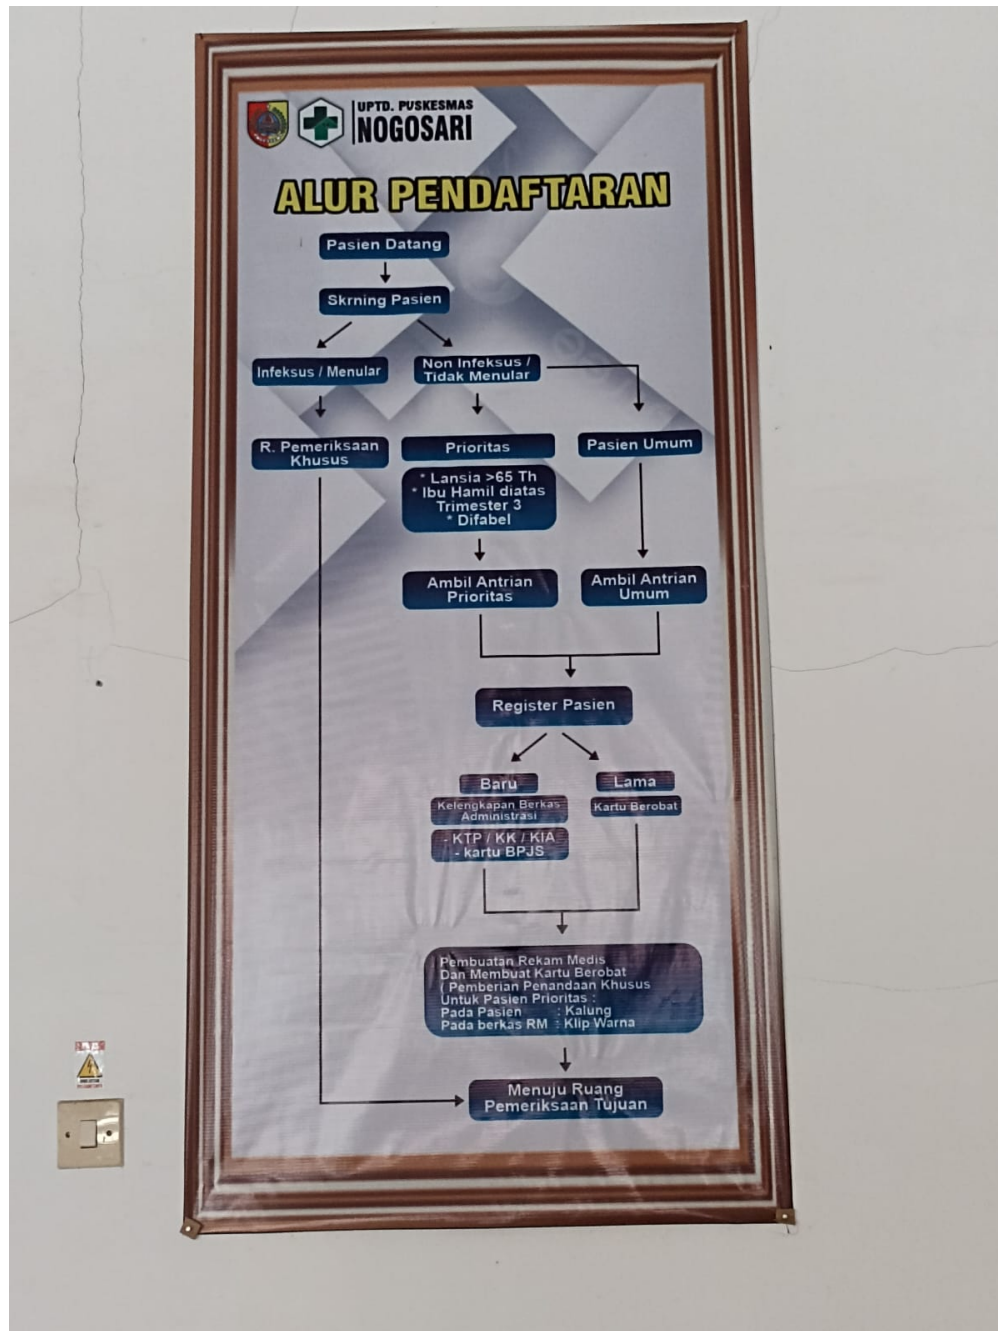 UPTD. PUSKESMAS
NOGOSARI
ALUR PENDAFTARAN
Pasien Datang
Skrning Pasien
Infeksus / Menular
Non Infeksus /
Tidak Menular
R. Pemeriksaan
Khusus
Prioritas
* Lansia >65 Th
* Ibu Hamil diatas
Trimester 3
* Difabel
Pasien Umum
Ambil Antrian
Prioritas
Ambil Antrian
Umum
Register Pasien
Baru
Kelengkapan Berkas
Administrasi
- KTP / KK / KIA
- kartu BPJS
Lama
Kartu Berobat
Pembuatan Rekam Medis
Dan Membuat Kartu Berobat
( Pemberian Penandaan Khusus
Untuk Pasien Prioritas :
Pada Pasien : Kalung
Pada berkas RM : Klip Warna
Menuju Ruang
Pemeriksaan Tujuan